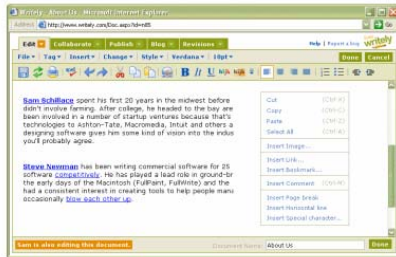 Writely - About Us - Microsoft Internet Explorer
Address http://www.writely.com/Doc.aspx?id=n85 Go
Edit Collaborate Publish Blog Revisions Help | Report a bug writely
File Tag Insert Change Style Verdana 10pt Done Cancel
B I U
Sam Schillace spent his first 20 years in the midwest before
didn't involve farming. After college, he headed to the bay are
been involved in a number of startup ventures because that's
technologies to Ashton-Tate, Macromedia, Intuit and others a
designing software gives him some kind of vision into the indus
you'll probably agree.
Steve Newman has been writing commercial software for 25
software competitively. He has played a lead role in ground-br
the early days of the Macintosh (FullPaint, FullWrite) and the
had a consistent interest in creating tools to help people manu
occasionally blow each other up.
Cut (Ctrl-X)
Copy (Ctrl-C)
Paste (Ctrl-V)
Select All (Ctrl-A)
Insert Image...
Insert Link...
Insert Bookmark...
Insert Comment (Ctrl-M)
Insert Page Break
Insert Horizontal line
Insert Special character...
Sam is also editing this document. Document Name: About Us Done